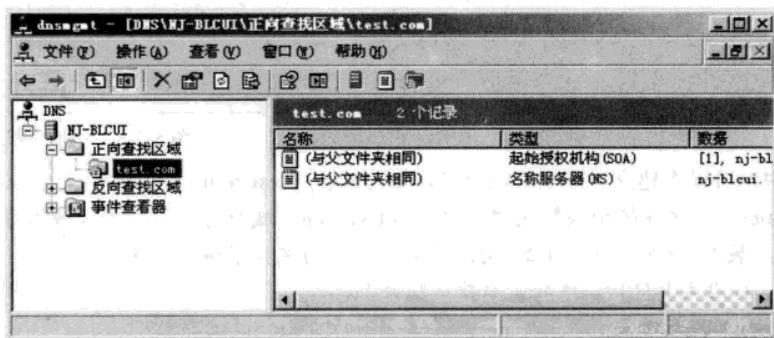 dnsmgmt - [DNS\NJ-BLCUI\正向查找区域\test.com]
文件(F) 操作(A) 查看(V) 窗口(W) 帮助(H)
DNS
NJ-BLCUI
正向查找区域
test.com
反向查找区域
事件查看器
test.com 2 个记录
名称 类型 数据
(与父文件夹相同) 起始授权机构(SOA) [1], nj-bl
(与父文件夹相同) 名称服务器(NS) nj-blcui.